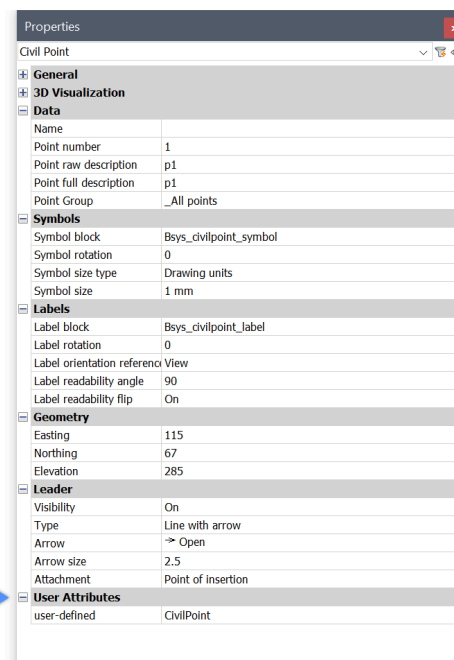 Properties
Civil Point
General
3D Visualization
Data
Name
Point number 1
Point raw description p1
Point full description p1
Point Group _All points
Symbols
Symbol block Bsys_civilpoint_symbol
Symbol rotation 0
Symbol size type Drawing units
Symbol size 1 mm
Labels
Label block Bsys_civilpoint_label
Label rotation 0
Label orientation referenc View
Label readability angle 90
Label readability flip On
Geometry
Easting 115
Northing 67
Elevation 285
Leader
Visibility On
Type Line with arrow
Arrow Open
Arrow size 2.5
Attachment Point of insertion
User Attributes
user-defined CivilPoint